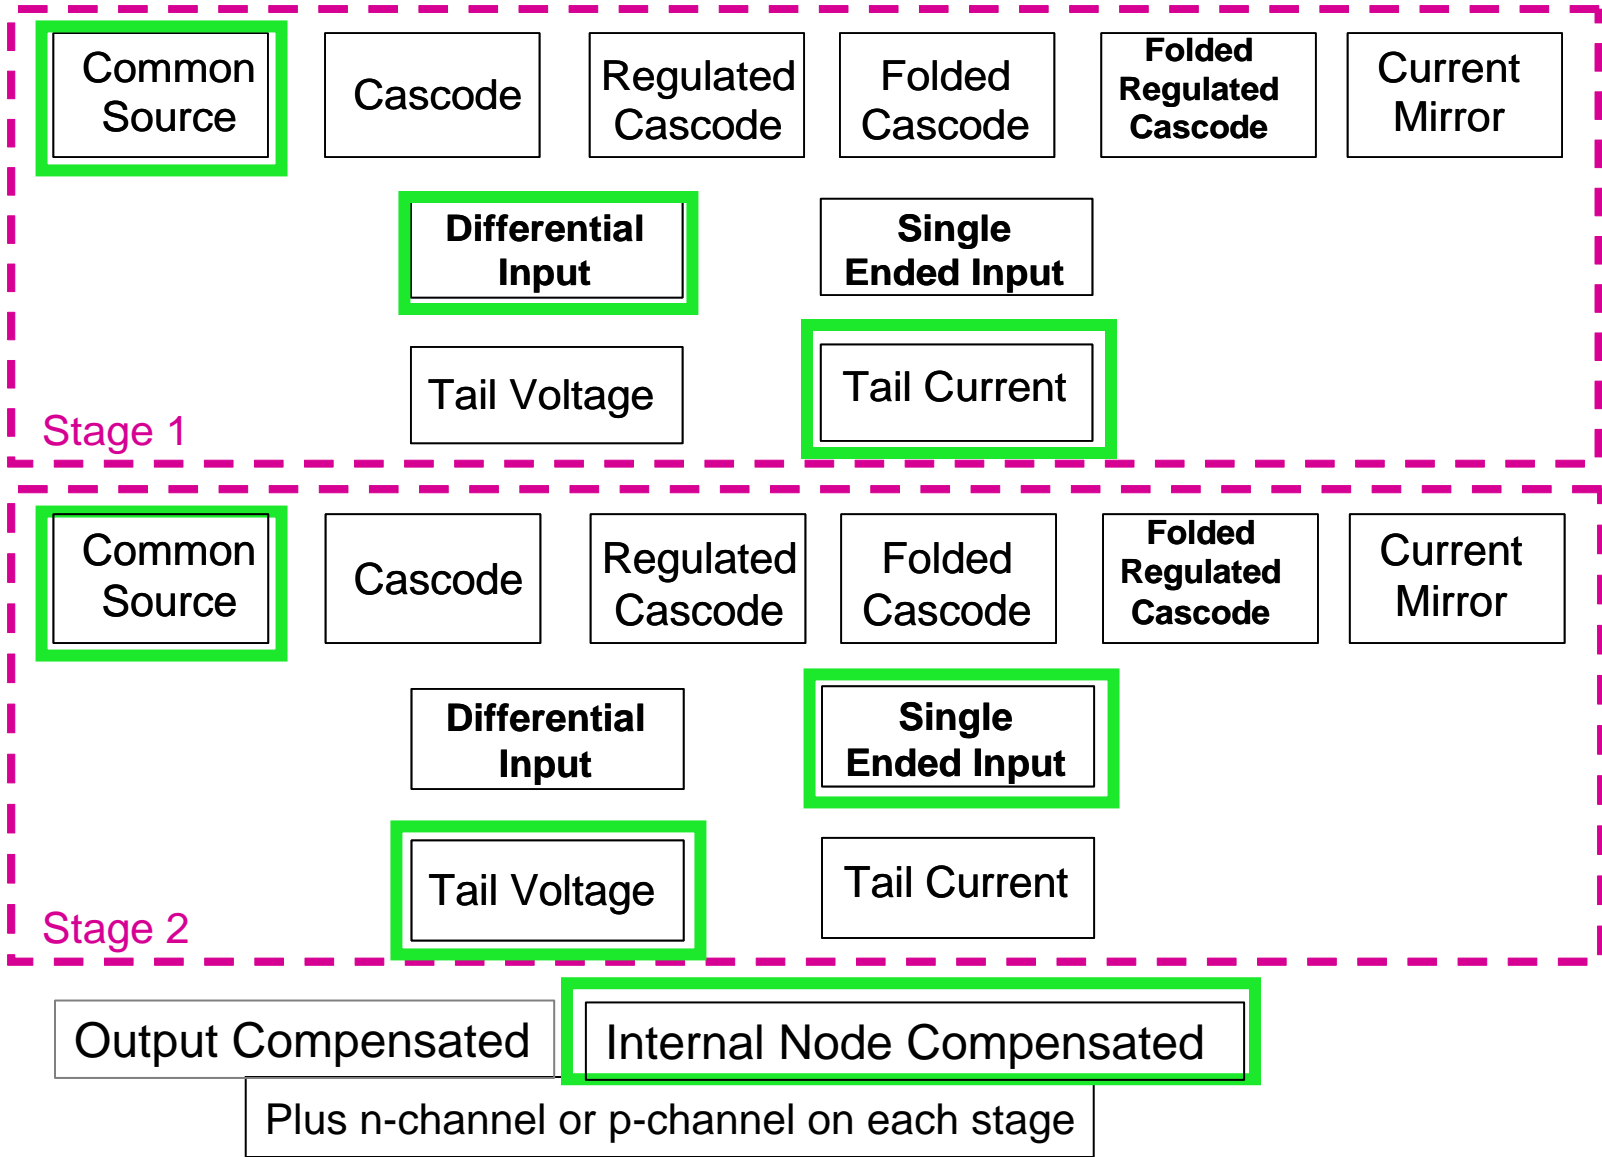 Common
Source
Cascode
Regulated
Cascode
Folded
Cascode
Folded
Regulated
Cascode
Current
Mirror
Differential
Input
Single
Ended Input
Tail Voltage
Tail Current
Stage 1
Common
Source
Cascode
Regulated
Cascode
Folded
Cascode
Folded
Regulated
Cascode
Current
Mirror
Differential
Input
Single
Ended Input
Tail Voltage
Tail Current
Stage 2
Output Compensated
Internal Node Compensated
Plus n-channel or p-channel on each stage